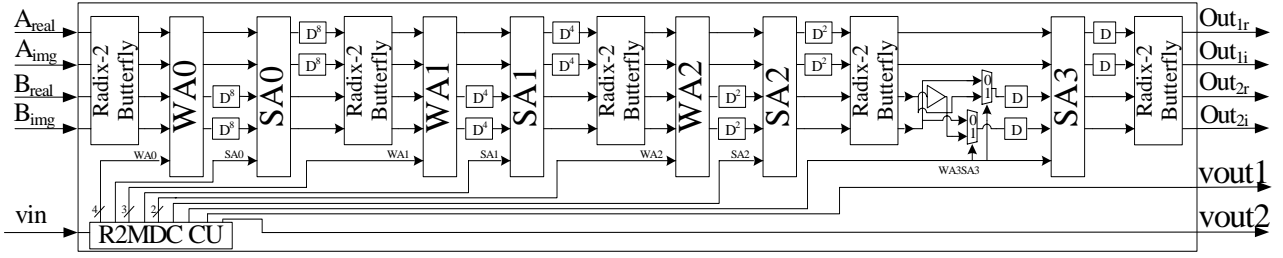 A_real
A_img
B_real
B_img
Radix-2 Butterfly
WA0
D^8
D^8
SA0
D^8
D^8
Radix-2 Butterfly
WA1
D^4
D^4
SA1
D^4
D^4
Radix-2 Butterfly
WA2
D^2
D^2
SA2
D^2
D^2
Radix-2 Butterfly
0
1
0
1
D
D
SA3
D
D
Radix-2 Butterfly
Out_1r
Out_1i
Out_2r
Out_2i
WA0
SA0
WA1
SA1
WA2
SA2
WA3SA3
vout1
4
3
2
vin
R2MDC CU
vout2